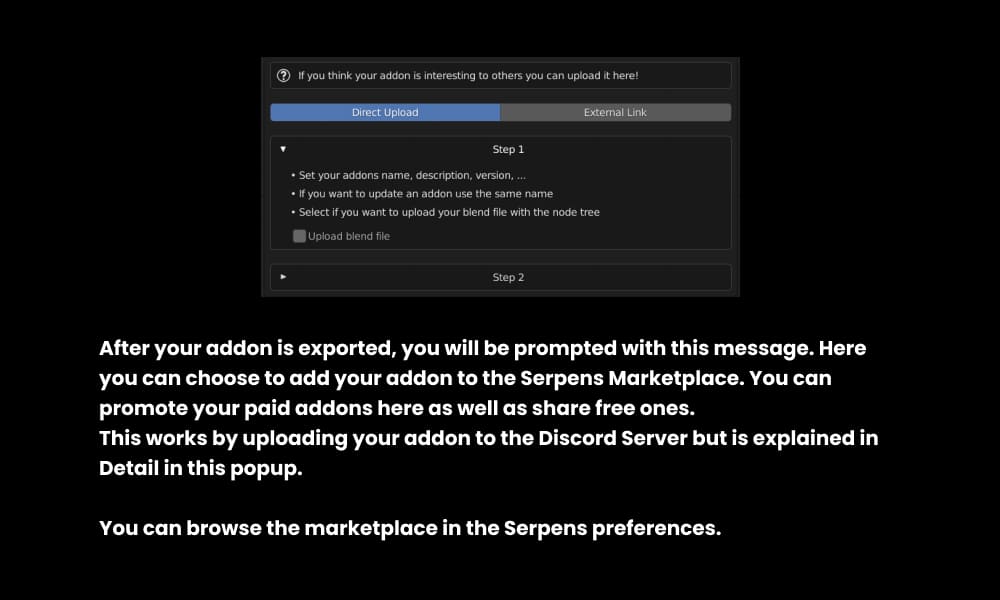 If you think your addon is interesting to others you can upload it here!
Direct Upload External Link
Step 1
• Set your addons name, description, version, ...
• If you want to update an addon use the same name
• Select if you want to upload your blend file with the node tree
Upload blend file
Step 2
After your addon is exported, you will be prompted with this message. Here
you can choose to add your addon to the Serpens Marketplace. You can
promote your paid addons here as well as share free ones.
This works by uploading your addon to the Discord Server but is explained in
Detail in this popup.
You can browse the marketplace in the Serpens preferences.